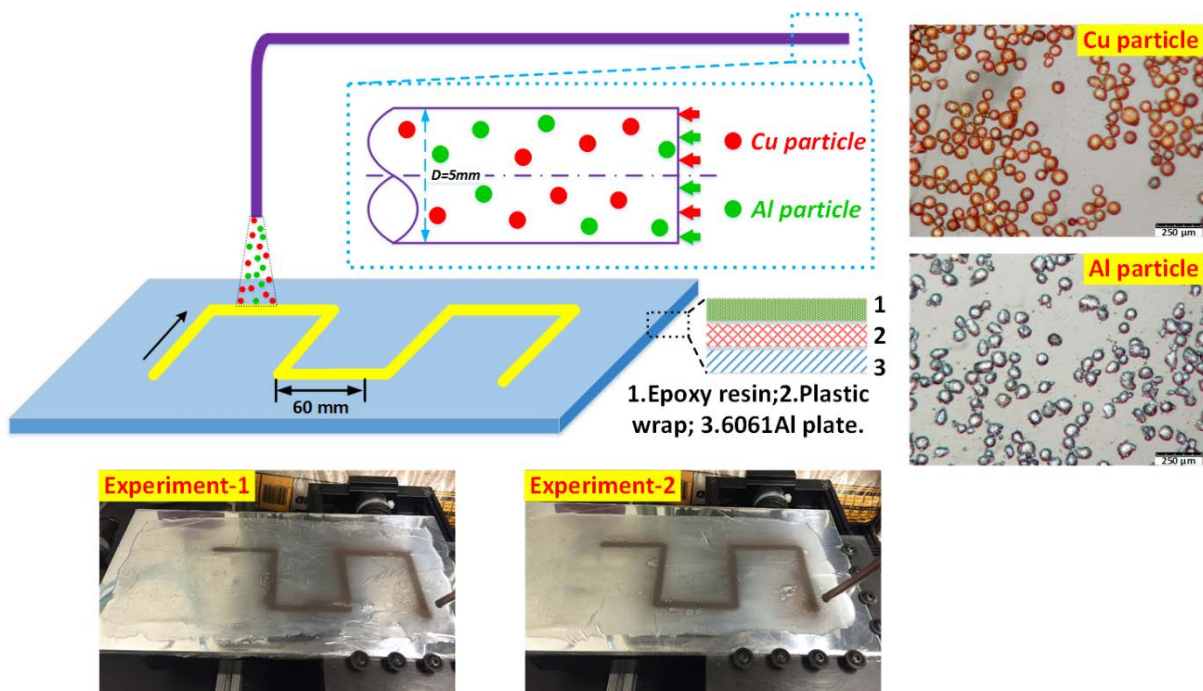 Cu particle
D=5mm
Cu particle
Al particle
250 μm
Al particle
1
2
3
60 mm
1.Epoxy resin;2.Plastic
wrap; 3.6061Al plate.
250 μm
Experiment-1
Experiment-2